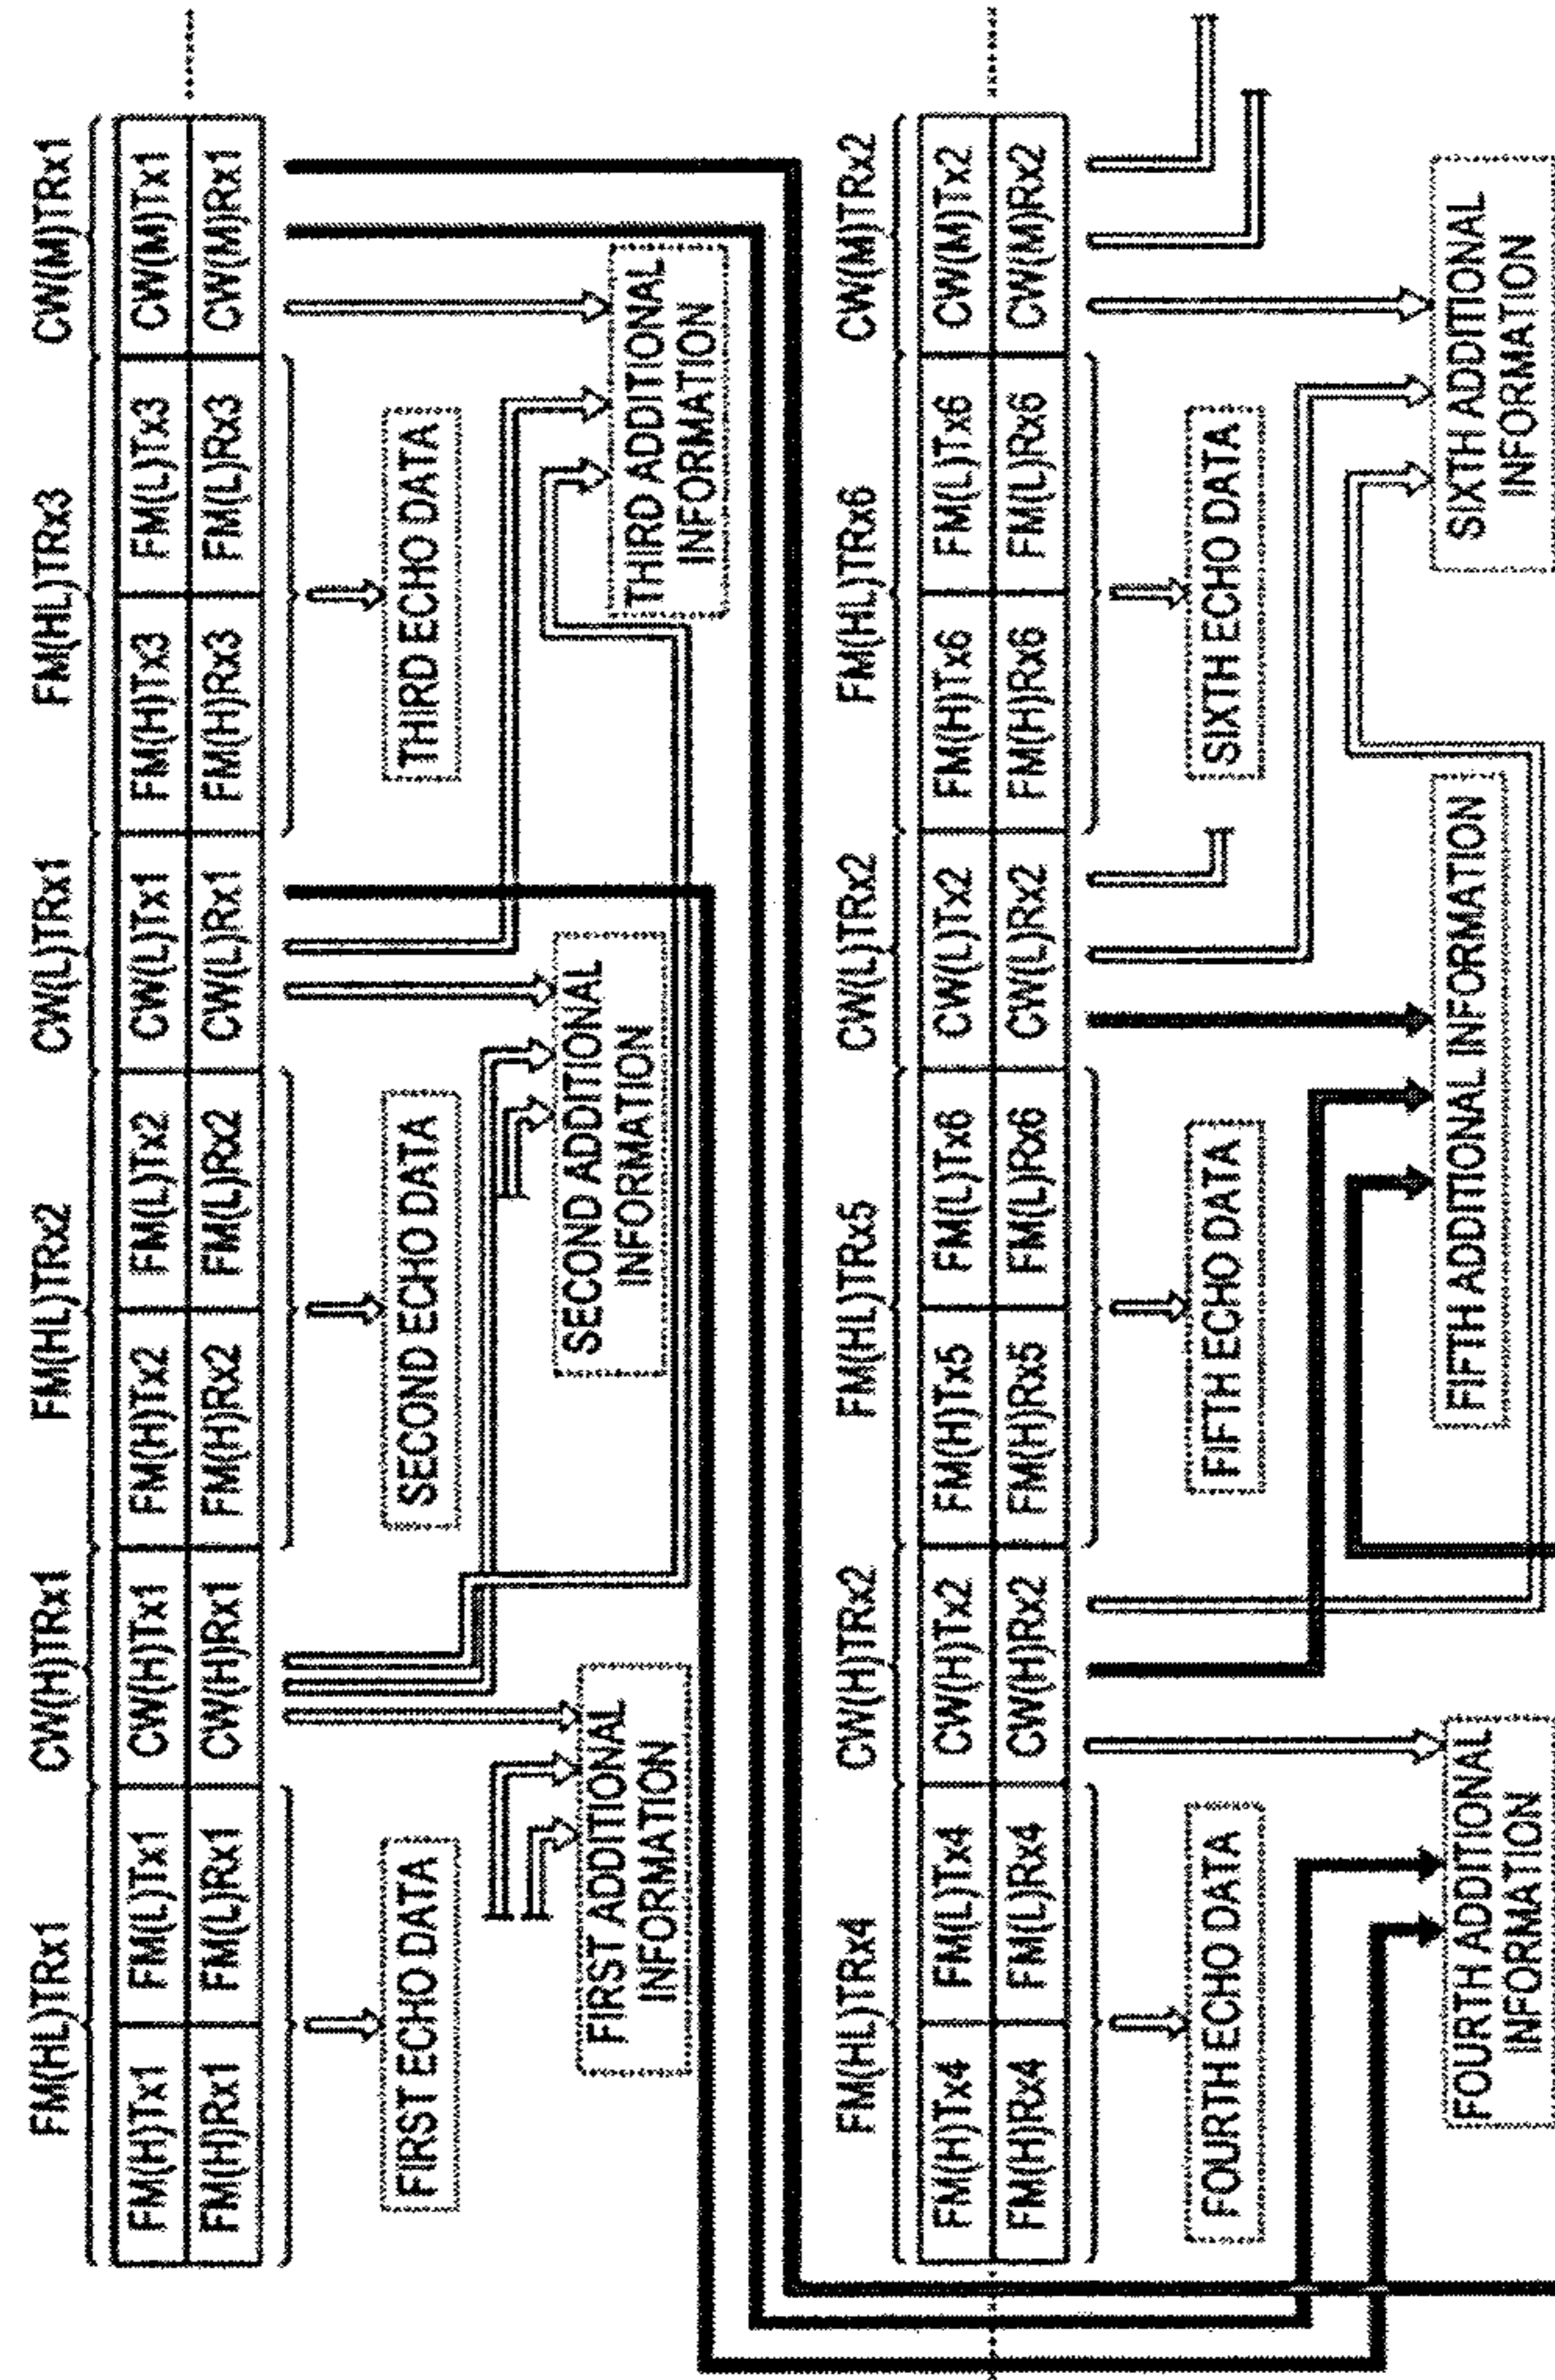 FM(HL)TRx1 CW(H)TRx1 FM(HL)TRx2 CW(L)TRx1 FM(HL)TRx3 CW(M)TRx1
FM(H)Tx1 FM(L)Tx1 CW(H)Tx1 FM(H)Tx2 FM(L)Tx2 CW(L)Tx1 FM(H)Tx3 FM(L)Tx3 CW(M)Tx1
FM(H)Rx1 FM(L)Rx1 CW(H)Rx1 FM(H)Rx2 FM(L)Rx2 CW(L)Rx1 FM(H)Rx3 FM(L)Rx3 CW(M)Rx1
FIRST ECHO DATA
SECOND ECHO DATA
THIRD ECHO DATA
FIRST ADDITIONAL
INFORMATION
SECOND ADDITIONAL
INFORMATION
THIRD ADDITIONAL
INFORMATION
FM(HL)TRx4 CW(H)TRx2 FM(HL)TRx5 CW(L)TRx2 FM(HL)TRx6 CW(M)TRx2
FM(H)Tx4 FM(L)Tx4 CW(H)Tx2 FM(H)Tx5 FM(L)Tx6 CW(L)Tx2 FM(H)Tx6 FM(L)Tx6 CW(M)Tx2
FM(H)Rx4 FM(L)Rx4 CW(H)Rx2 FM(H)Rx5 FM(L)Rx6 CW(L)Rx2 FM(H)Rx6 FM(L)Rx6 CW(M)Rx2
FOURTH ECHO DATA
FIFTH ECHO DATA
SIXTH ECHO DATA
FOURTH ADDITIONAL
INFORMATION
FIFTH ADDITIONAL INFORMATION
SIXTH ADDITIONAL
INFORMATION